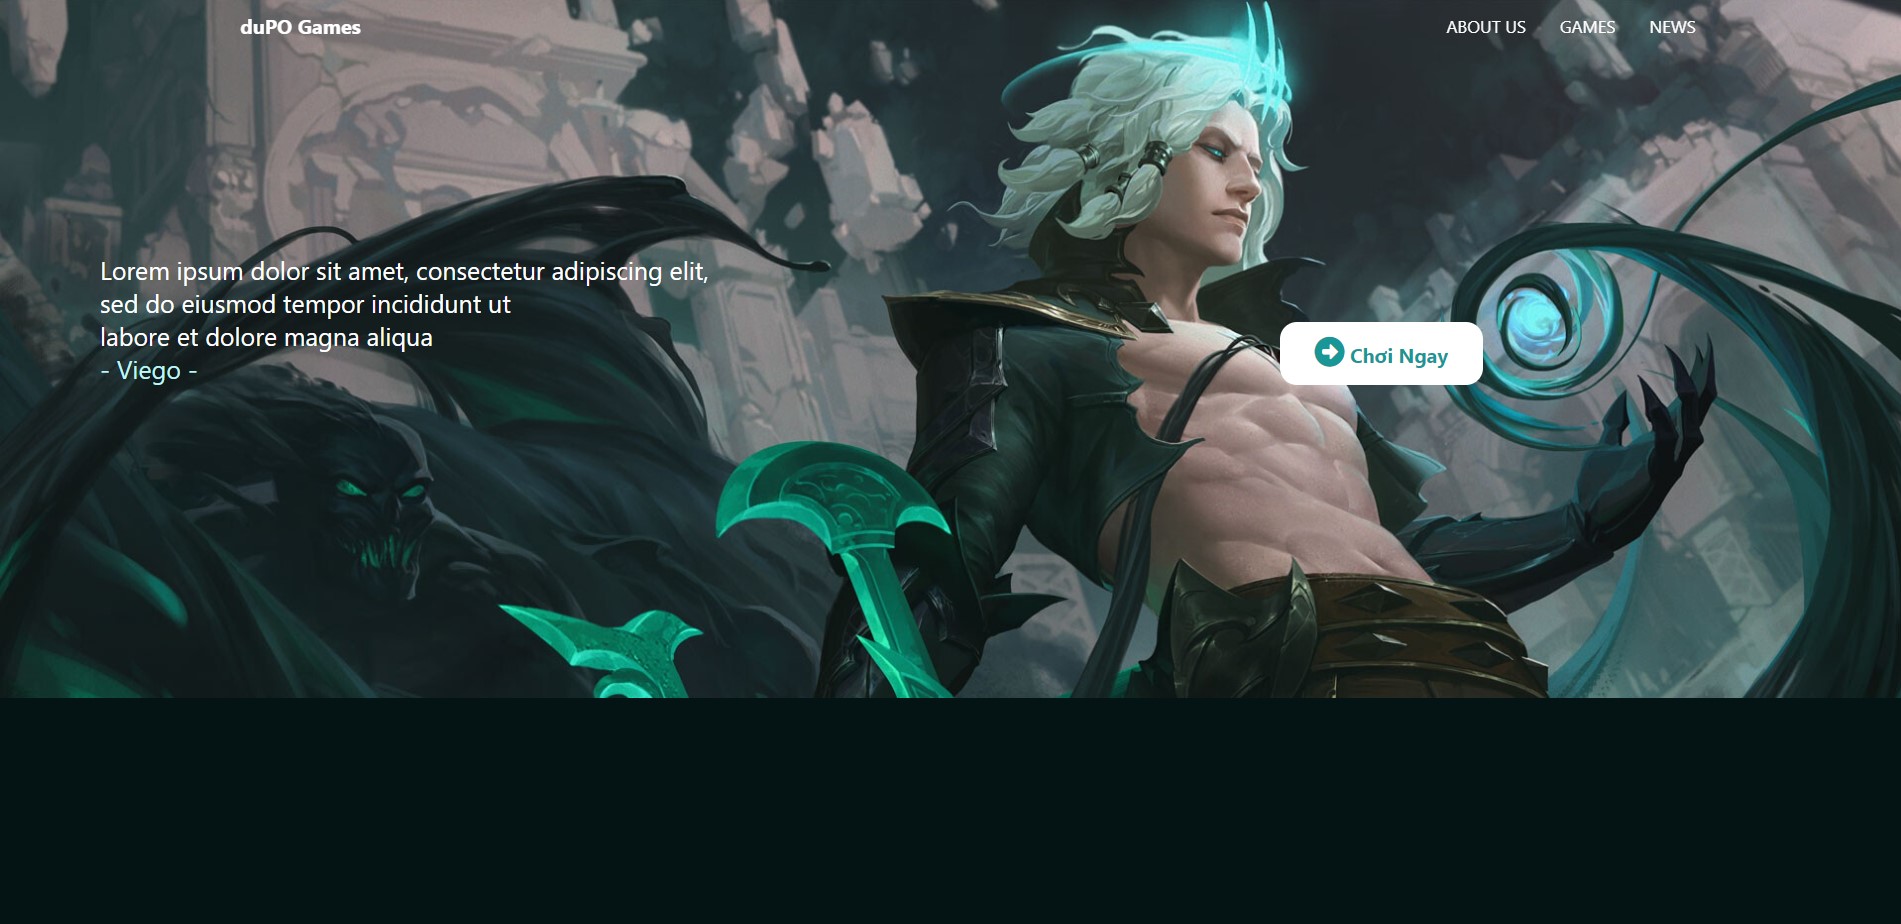 duPO Games
ABOUT US
GAMES
NEWS
Lorem ipsum dolor sit amet, consectetur adipiscing elit,
sed do eiusmod tempor incididunt ut
labore et dolore magna aliqua
- Viego -
Chơi Ngay